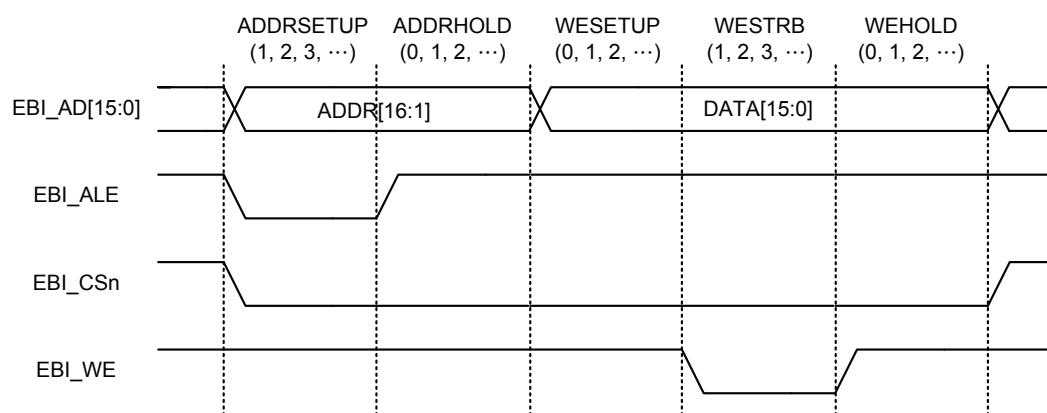 ADDRSETUP ADDRHOLD WESETUP WESTRB WEHOLD
(1, 2, 3, ⋯) (0, 1, 2, ⋯) (0, 1, 2, ⋯) (1, 2, 3, ⋯) (0, 1, 2, ⋯)
EBI_AD[15:0] ADDR[16:1] DATA[15:0]
EBI_ALE
EBI_CSn
EBI_WE